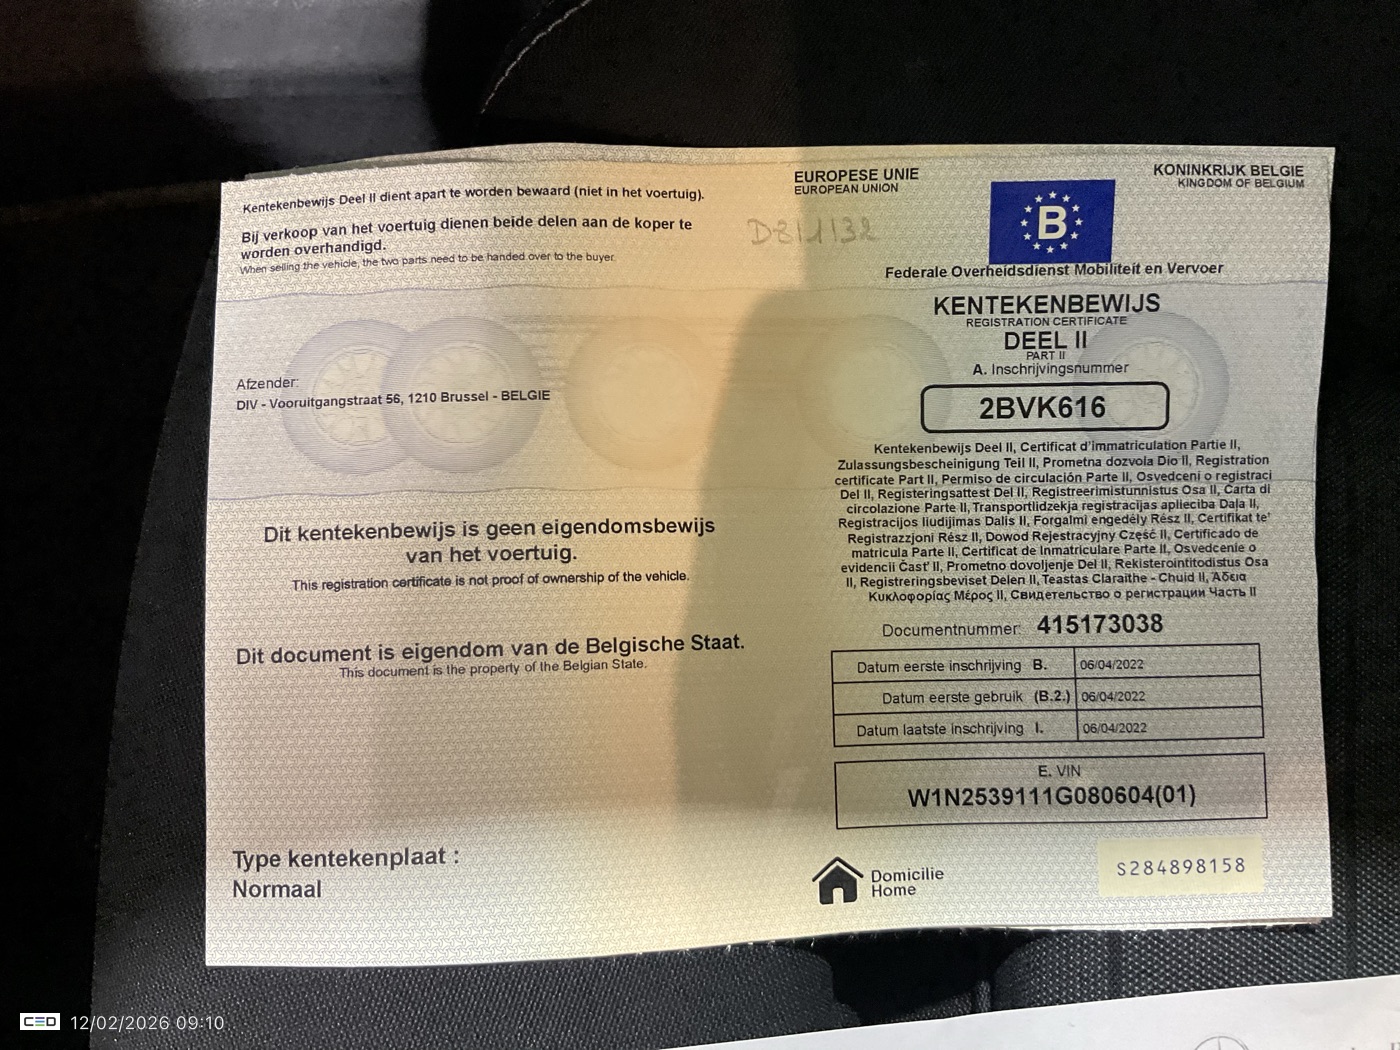 Kentekenbewijs Deel II dient apart te worden bewaard (niet in het voertuig).
Bij verkoop van het voertuig dienen beide delen aan de koper te
worden overhandigd.
When selling the vehicle, the two parts need to be handed over to the buyer.
Afzender:
DIV - Vooruitgangstraat 56, 1210 Brussel - BELGIE
Dit kentekenbewijs is geen eigendomsbewijs
van het voertuig.
This registration certificate is not proof of ownership of the vehicle.
Dit document is eigendom van de Belgische Staat.
This document is the property of the Belgian State.
Type kentekenplaat :
Normaal
EUROPESE UNIE
EUROPEAN UNION
KONINKRIJK BELGIE
KINGDOM OF BELGIUM
B
Federale Overheidsdienst Mobiliteit en Vervoer
KENTEKENBEWIJS
REGISTRATION CERTIFICATE
DEEL II
PART II
A. Inschrijvingsnummer
2BVK616
Kentekenbewijs Deel II, Certificat d'immatriculation Partie II,
Zulassungsbescheinigung Teil II, Prometna dozvola Dio II, Registration
certificate Part II, Permiso de circulación Parte II, Osvedceni o registraci
Del II, Registeringsattest Del II, Registreerimistunnistus Osa II, Carta di
circolazione Parte II, Transportlidzekja registracijas aplieciba Daļa II,
Registracijos liudijimas Dalis II, Forgalmi engedély Rész II, Certifikat te'
Registrazzjoni Rész II, Dowod Rejestracyjny Część II, Certificado de
matricula Parte II, Certificat de Inmatriculare Parte II, Osvedcenie o
evidencii Časť II, Prometno dovoljenje Del II, Rekisterointitodistus Osa
II, Registreringsbeviset Delen II, Teastas Claraithe - Chuid II, Άδεια
Κυκλοφορίας Μέρος II, Свидетельство о регистрации Часть II
Documentnummer: 415173038
Datum eerste inschrijving B. 06/04/2022
Datum eerste gebruik (B.2.) 06/04/2022
Datum laatste inschrijving I. 06/04/2022
E. VIN
W1N2539111G080604(01)
Domicilie
Home
S284898158
CED 12/02/2026 09:10